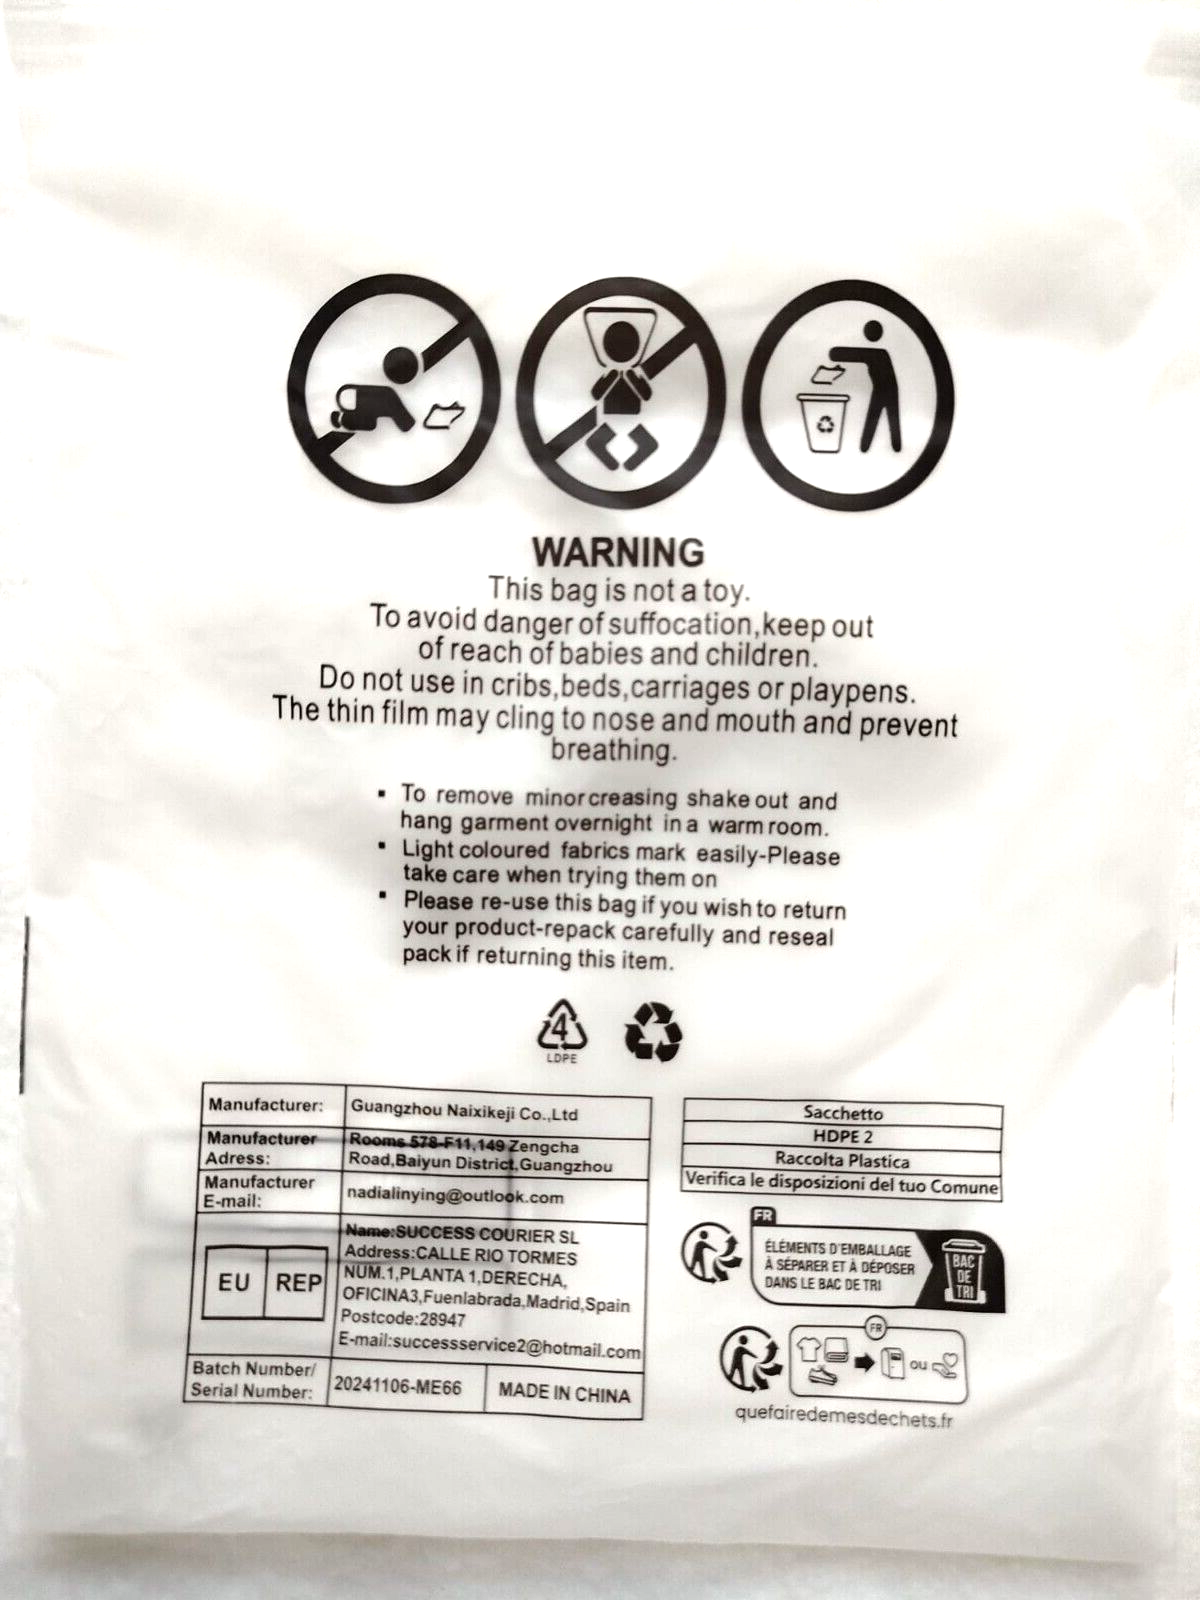 WARNING
This bag is not a toy.
To avoid danger of suffocation,keep out
of reach of babies and children.
Do not use in cribs,beds,carriages or playpens.
The thin film may cling to nose and mouth and prevent
breathing.
▪ To remove minor creasing shake out and
hang garment overnight in a warm room.
▪ Light coloured fabrics mark easily-Please
take care when trying them on
▪ Please re-use this bag if you wish to return
your product-repack carefully and reseal
pack if returning this item.
4
LDPE
Manufacturer: Guangzhou Naixikeji Co.,Ltd
Manufacturer
Adress:
Rooms 578-F11,149 Zengcha
Road,Baiyun District,Guangzhou
Manufacturer
E-mail:
nadialinying@outlook.com
EU REP
Name:SUCCESS COURIER SL
Address:CALLE RIO TORMES
NUM.1,PLANTA 1,DERECHA,
OFICINA3,Fuenlabrada,Madrid,Spain
Postcode:28947
E-mail:successservice2@hotmail.com
Batch Number/
Serial Number:
20241106-ME66
MADE IN CHINA
Sacchetto
HDPE 2
Raccolta Plastica
Verifica le disposizioni del tuo Comune
FR
ÉLÉMENTS D'EMBALLAGE
À SÉPARER ET À DÉPOSER
DANS LE BAC DE TRI
BAC
DE
TRI
FR
ou
quefairedemesdechets.fr